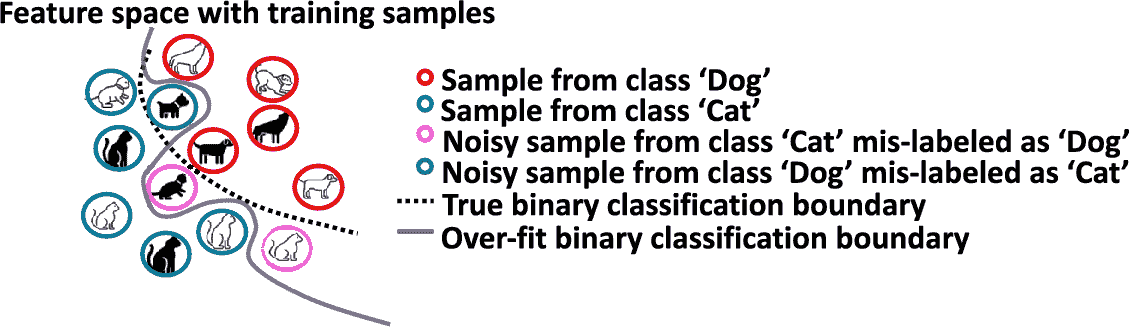 Feature space with training samples
Sample from class ‘Dog’
Sample from class ‘Cat’
Noisy sample from class ‘Cat’ mis-labeled as ‘Dog’
Noisy sample from class ‘Dog’ mis-labeled as ‘Cat’
True binary classification boundary
Over-fit binary classification boundary